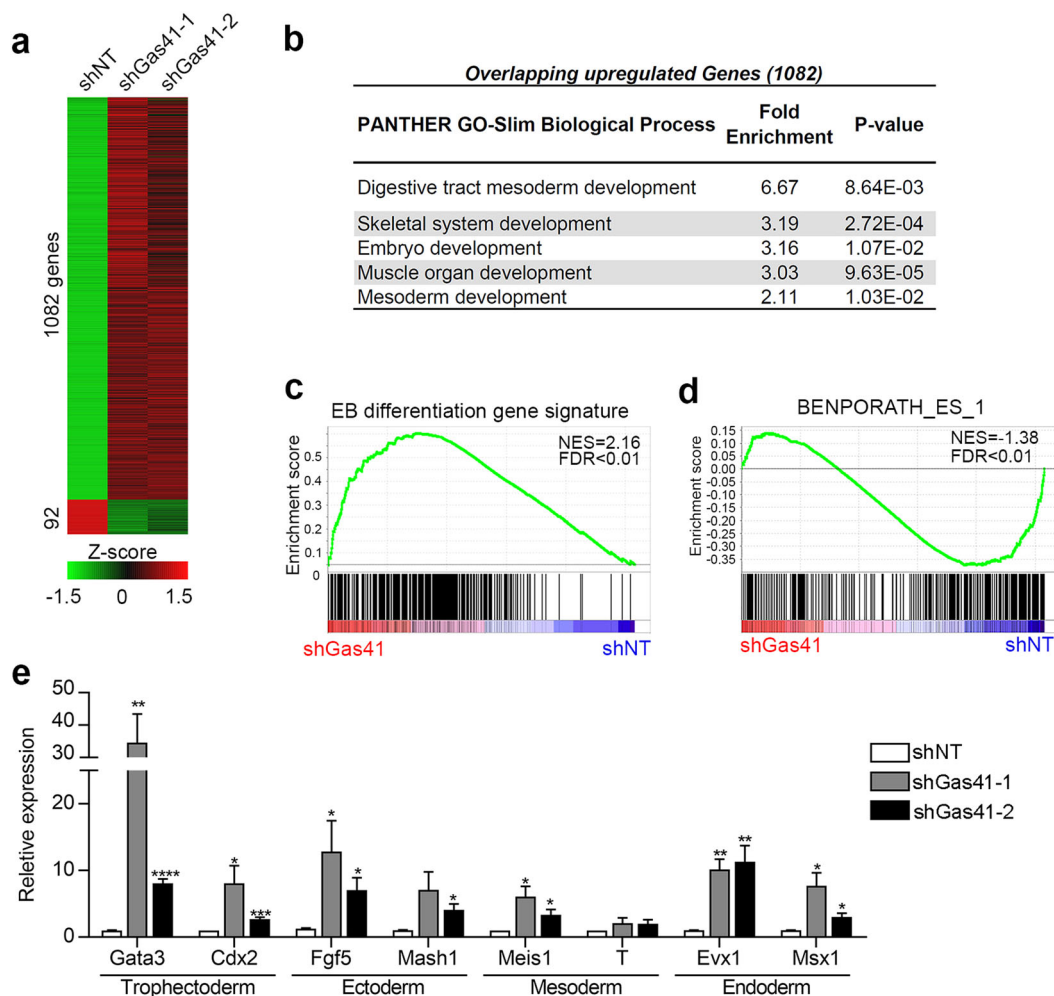 a
shNT
shGas41-1
shGas41-2
1082 genes
92
Z-score
-1.5 0 1.5
b
Overlapping upregulated Genes (1082)
PANTHER GO-Slim Biological Process Fold Enrichment P-value
Digestive tract mesoderm development 6.67 8.64E-03
Skeletal system development 3.19 2.72E-04
Embryo development 3.16 1.07E-02
Muscle organ development 3.03 9.63E-05
Mesoderm development 2.11 1.03E-02
c
EB differentiation gene signature
NES=2.16
FDR<0.01
Enrichment score
0.5
0.4
0.3
0.2
0.1
0
shGas41 shNT
d
BENPORATH_ES_1
NES=-1.38
FDR<0.01
Enrichment score
0.15
0.10
0.05
0.00
-0.05
-0.10
-0.15
-0.20
-0.25
-0.30
-0.35
shGas41 shNT
e
Reletive expression
50
40
30
20
10
0
** **** * *** * * * * * ** ** * *
shNT
shGas41-1
shGas41-2
Gata3 Cdx2 Fgf5 Mash1 Meis1 T Evx1 Msx1
Trophectoderm Ectoderm Mesoderm Endoderm